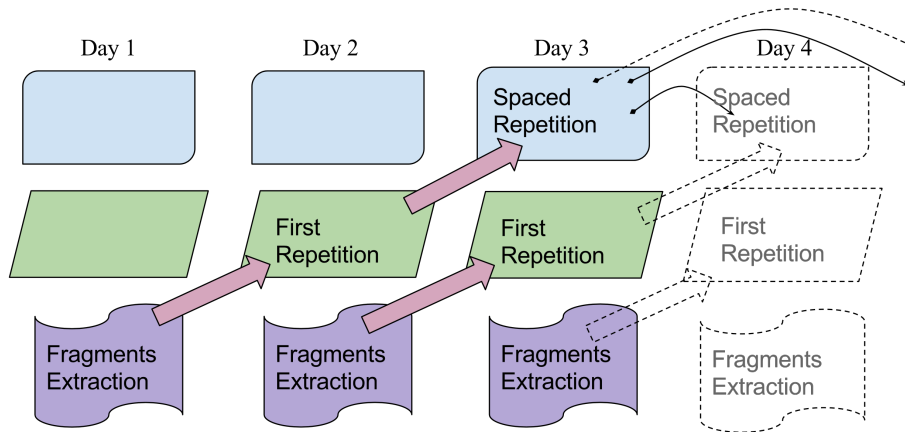 Day 1
Day 2
Day 3
Day 4
Spaced
Repetition
Spaced
Repetition
First
Repetition
First
Repetition
First
Repetition
Fragments
Extraction
Fragments
Extraction
Fragments
Extraction
Fragments
Extraction